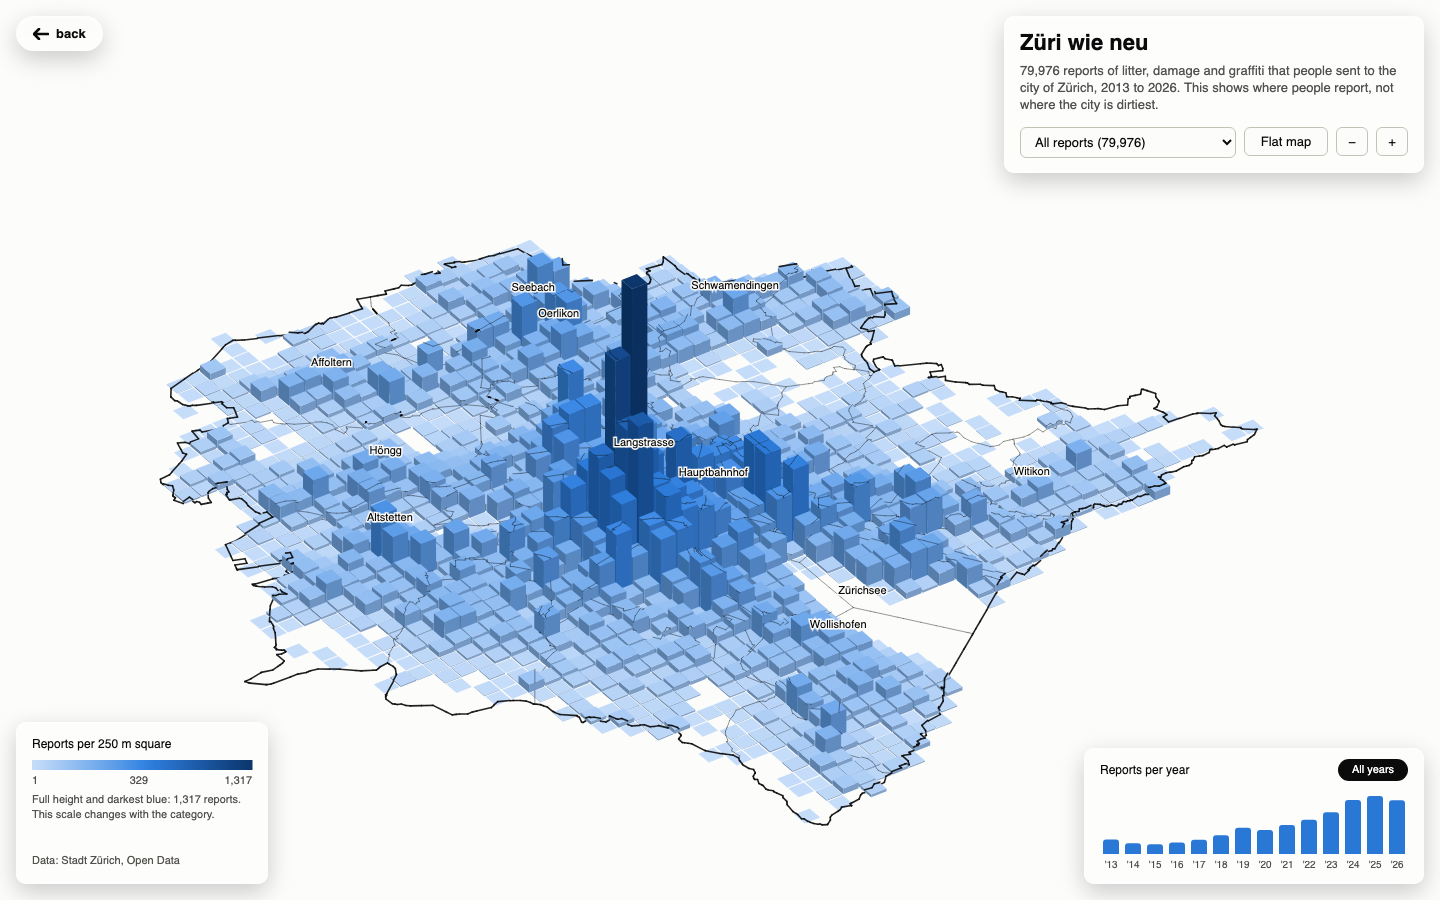 back
Züri wie neu
79,976 reports of litter, damage and graffiti that people sent to the
city of Zürich, 2013 to 2026. This shows where people report, not
where the city is dirtiest.
All reports (79,976)
Flat map
−
+
Seebach
Schwamendingen
Oerlikon
Affoltern
Langstrasse
Höngg
Hauptbahnhof
Witikon
Altstetten
Zürichsee
Wollishofen
Reports per 250 m square
1 329 1,317
Full height and darkest blue: 1,317 reports.
This scale changes with the category.
Data: Stadt Zürich, Open Data
Reports per year
All years
'13 '14 '15 '16 '17 '18 '19 '20 '21 '22 '23 '24 '25 '26